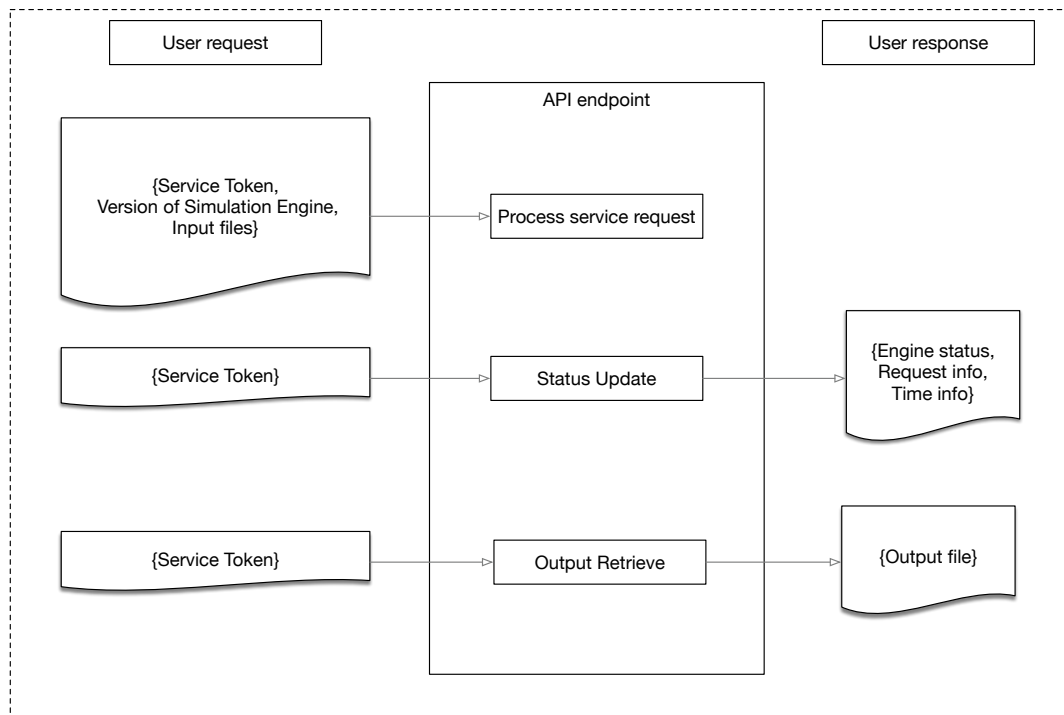 User request
User response
API endpoint
{Service Token,
Version of Simulation Engine,
Input files}
Process service request
{Service Token}
Status Update
{Engine status,
Request info,
Time info}
{Service Token}
Output Retrieve
{Output file}